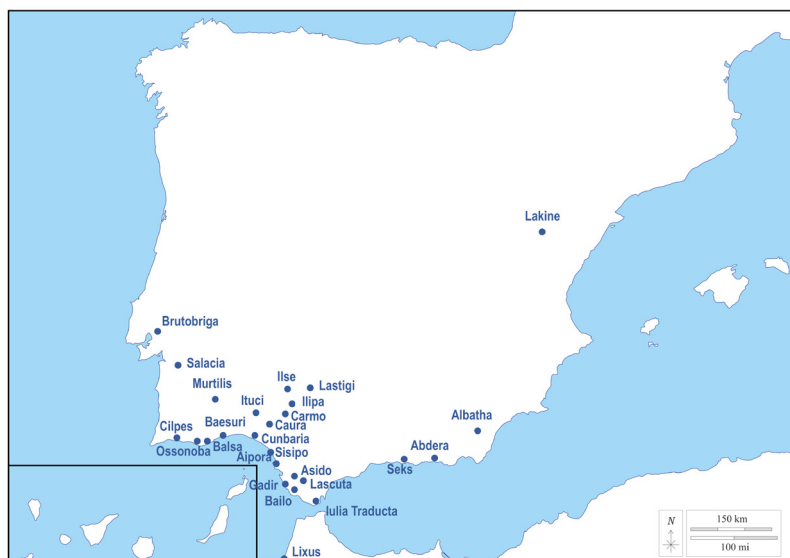 Lakine
Brutobriga
Salacia
Ilse
Lastigi
Murtilis
Ituci
Ilipa
Carmo
Albatha
Cilpes
Baesuri
Caura
Cunbaria
Ossonoba
Balsa
Abdera
Aipora
Sisipo
Seks
Asido
Gadir
Lascuta
Bailo
Iulia Traducta
Lixus
N
150 km
100 mi